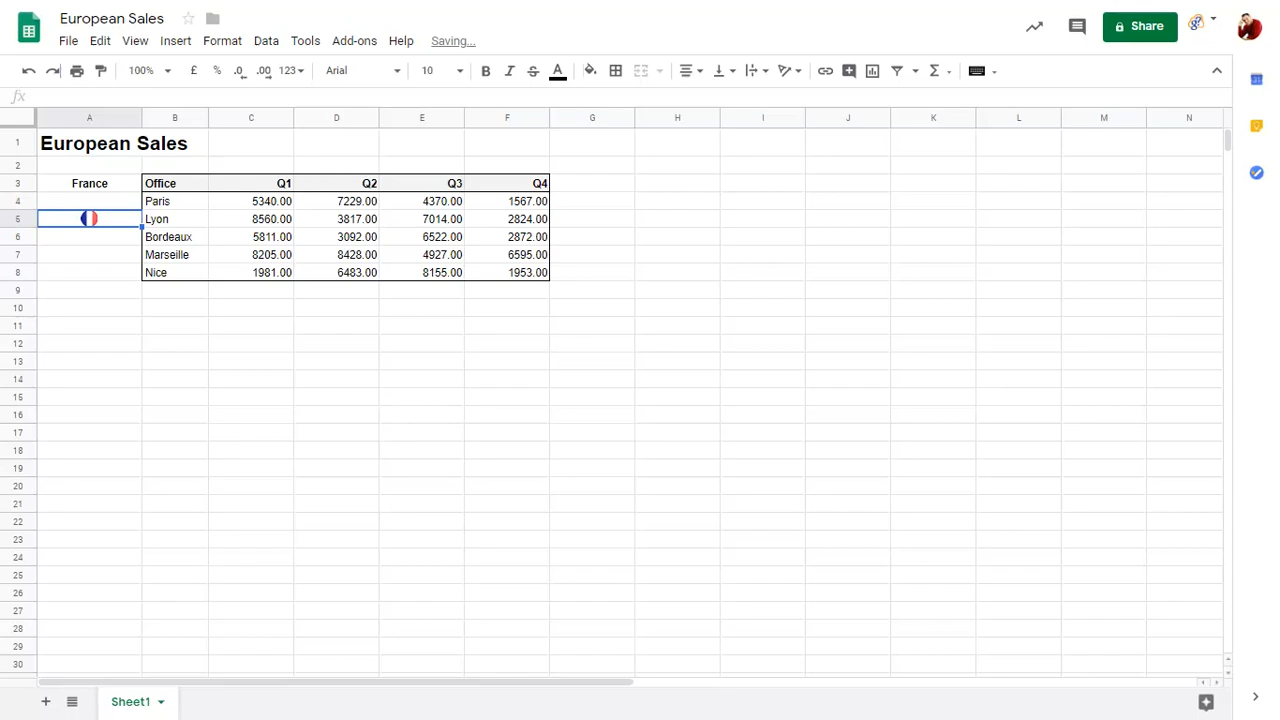 European Sales
File Edit View Insert Format Data Tools Add-ons Help Saving...
Share
100% £ % .0 .00 123 Arial 10 B I S A Σ
fx
A B C D E F G H I J K L M N
1 European Sales
2
3 France Office Q1 Q2 Q3 Q4
4 Paris 5340.00 7229.00 4370.00 1567.00
5 Lyon 8560.00 3817.00 7014.00 2824.00
6 Bordeaux 5811.00 3092.00 6522.00 2872.00
7 Marseille 8205.00 8428.00 4927.00 6595.00
8 Nice 1981.00 6483.00 8155.00 1953.00
9
10
11
12
13
14
15
16
17
18
19
20
21
22
23
24
25
26
27
28
29
30
Sheet1